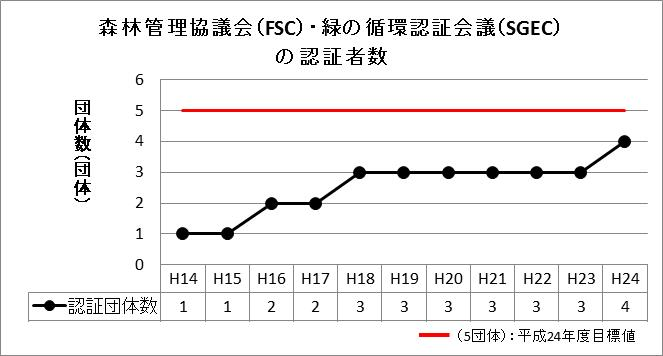 森林管理協議会(FSC)・緑の循環認証会議(SGEC)
の認証者数
団体数(団体)
6
5
4
3
2
1
0
H14 H15 H16 H17 H18 H19 H20 H21 H22 H23 H24
認証団体数 1 1 2 2 3 3 3 3 3 3 4
(5団体):平成24年度目標値